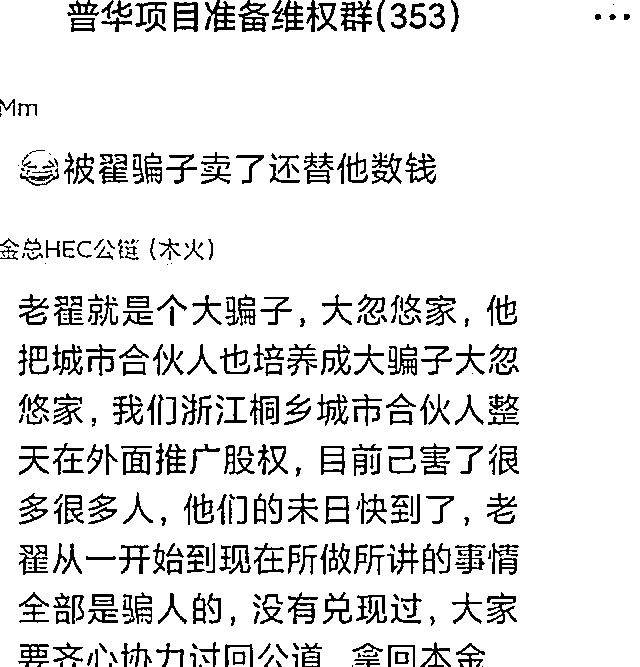 普华项目准备维权群(353)
Mm
😂被翟骗子卖了还替他数钱
金总HEC公链 (木火)
老翟就是个大骗子, 大忽悠家, 他
把城市合伙人也培养成大骗子大忽
悠家, 我们浙江桐乡城市合伙人整
天在外面推广股权, 目前己害了很
多很多人, 他们的末日快到了, 老
翟从一开始到现在所做所讲的事情
全部是骗人的, 没有兑现过, 大家
要齐心协力讨回公道, 拿回本金